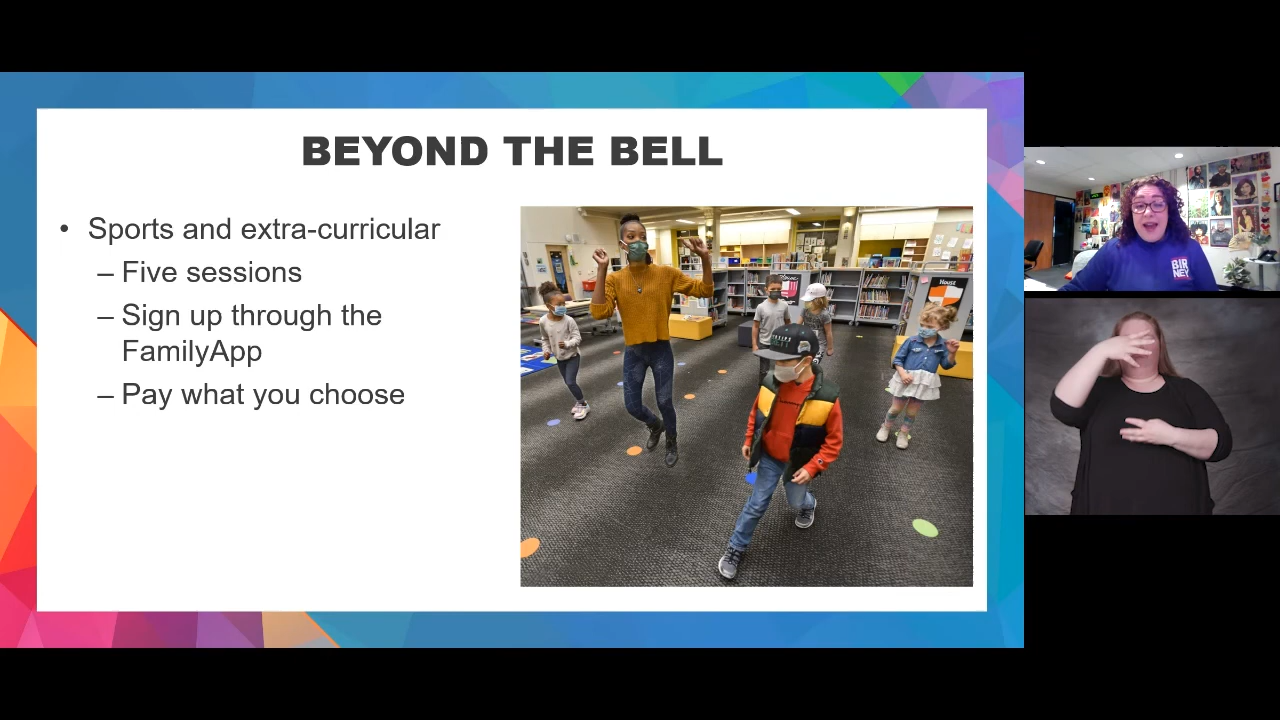 BEYOND THE BELL
• Sports and extra-curricular
– Five sessions
– Sign up through the
FamilyApp
– Pay what you choose
House
BIR
NEY